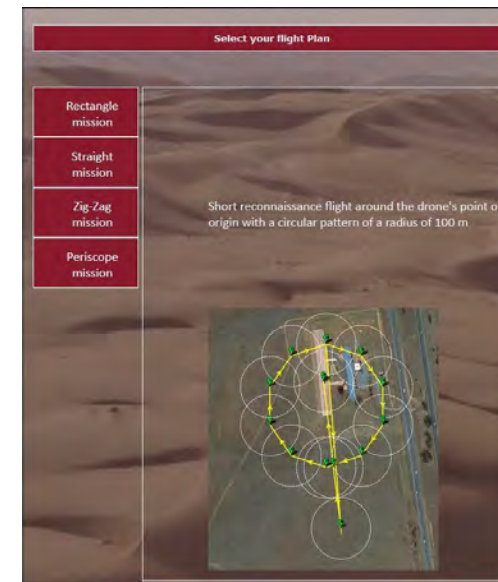 Select your flight Plan
Rectangle
mission
Straight
mission
Zig-Zag
mission
Periscope
mission
Short reconnaissance flight around the drone's point o
origin with a circular pattern of a radius of 100 m